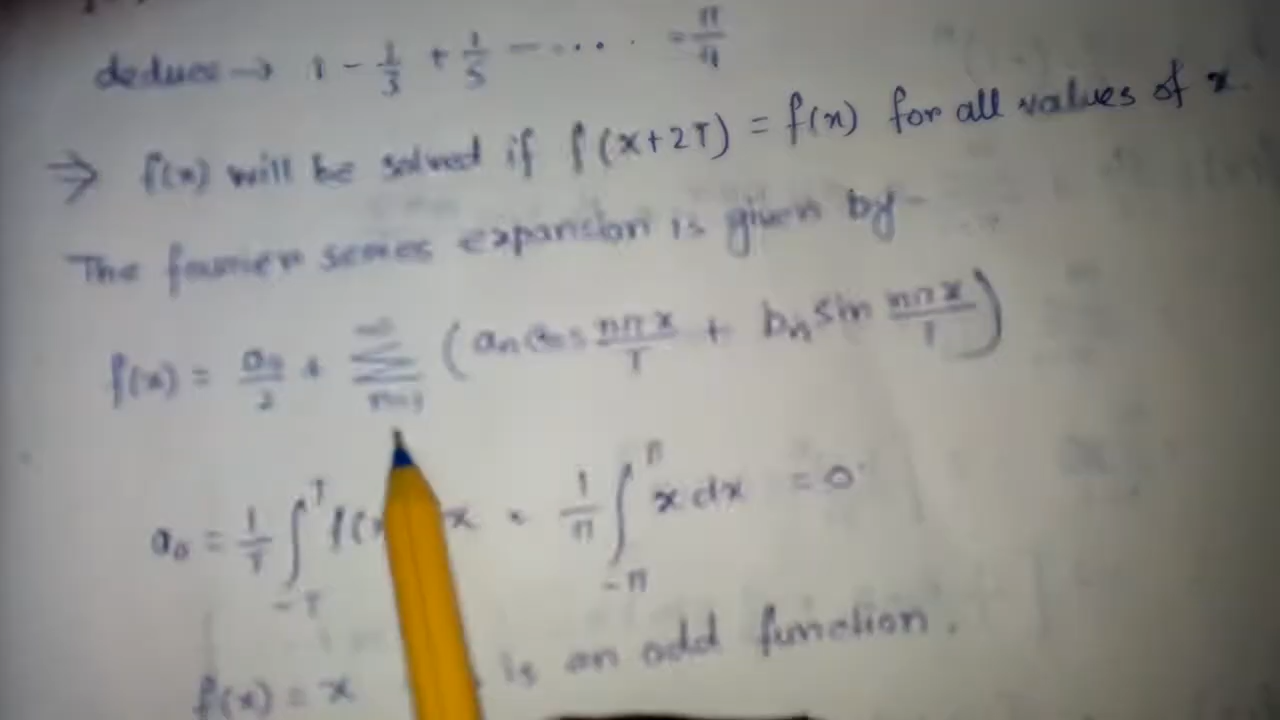 deduce → 1 - 1/3 + 1/5 - .... = π/4
⇒ f(x) will be solved if f(x+2T) = f(x) for all values of x.
The fourier series expansion is given by -
f(x) = a₀/2 + ∑ n=1 ∞ (aₙ cos nπx/T + bₙ sin nπx/T)
a₀ = 1/T ∫ -T T f(x x = 1/π ∫ -π π x dx = 0
f(x) = x is an odd function.